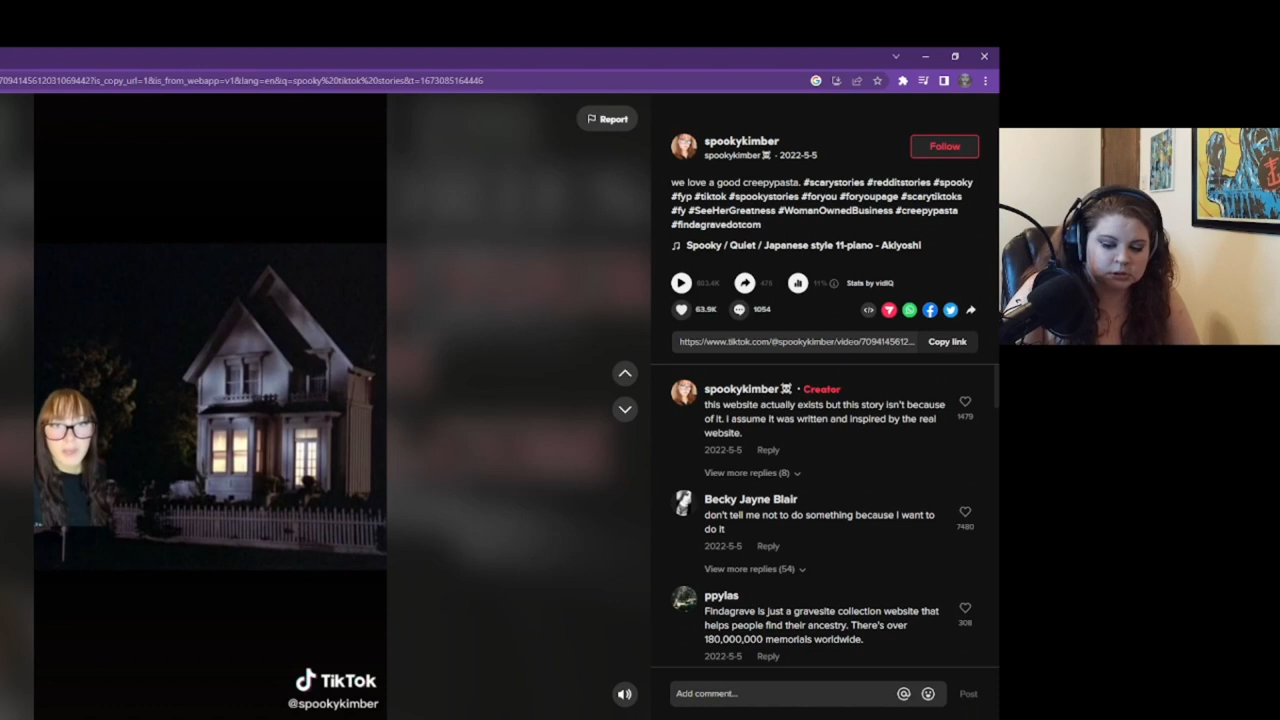 70941456120310694427is_copy_url=1&is_from_webapp=v1&lang=en&q=spooky%20tiktok%20stories&t=1673085164446
Report
spookykimber
spookykimber · 2022-5-5
Follow
we love a good creepypasta. #scarystories #redditstories #spooky
#fyp #tiktok #spookystories #foryou #foryoupage #scarytiktoks
#fy #SeeHerGreatness #WomanOwnedBusiness #creepypasta
#findagravedotcom
Spooky / Quiet / Japanese style 11-piano - Akiyoshi
475 11% Stats by vidIQ
63.9K 1054
https://www.tiktok.com/@spookykimber/video/7094145612... Copy link
spookykimber · Creator
this website actually exists but this story isn't because
of it. I assume it was written and inspired by the real
website.
1479
2022-5-5 Reply
View more replies (8)
Becky Jayne Blair
don't tell me not to do something because I want to
do it
7480
2022-5-5 Reply
View more replies (54)
ppylas
Findagrave is just a gravesite collection website that
helps people find their ancestry. There's over
180,000,000 memorials worldwide.
308
2022-5-5 Reply
Add comment... Post
TikTok
@spookykimber